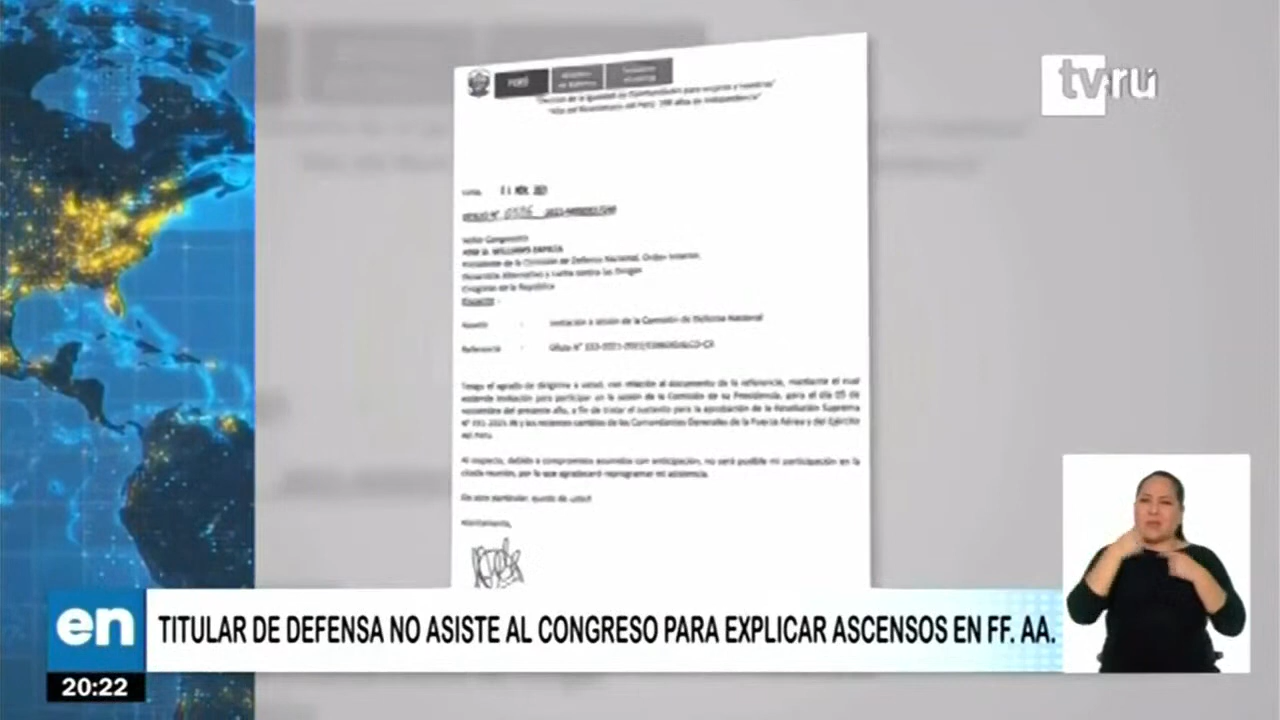 tv.rú
PERÚ
"Decenio de la Igualdad de Oportunidades para mujeres y hombres"
"Año del Bicentenario del Perú: 200 años de Independencia"
OFICIO N°
Señor Congresista
JOSE D. WILLIAMS ZAPATA
Presidente de la Comisión de Defensa Nacional, Orden Interno,
Desarrollo Alternativo y Lucha contra las Drogas
Congreso de la República
Presente -
Asunto : Invitación a sesión de la Comisión de Defensa Nacional
Referencia : Oficio N°
Tengo el agrado de dirigirme a usted, con relación al documento de la referencia, mediante el cual
extiende invitación para participar en la sesión de la Comisión de su Presidencia, para el día 05 de
noviembre del presente año, a fin de tratar el sustento para la aprobación de la Resolución Suprema
y los recientes cambios de los Comandantes Generales de la Fuerza Aérea y del Ejército
del Perú.
Al respecto, debido a compromisos asumidos con anticipación, no será posible mi participación en la
citada reunión, por lo que agradeceré reprogramar mi asistencia.
Sin otro particular, quedo de usted
Atentamente,
en
TITULAR DE DEFENSA NO ASISTE AL CONGRESO PARA EXPLICAR ASCENSOS EN FF. AA.
20:22